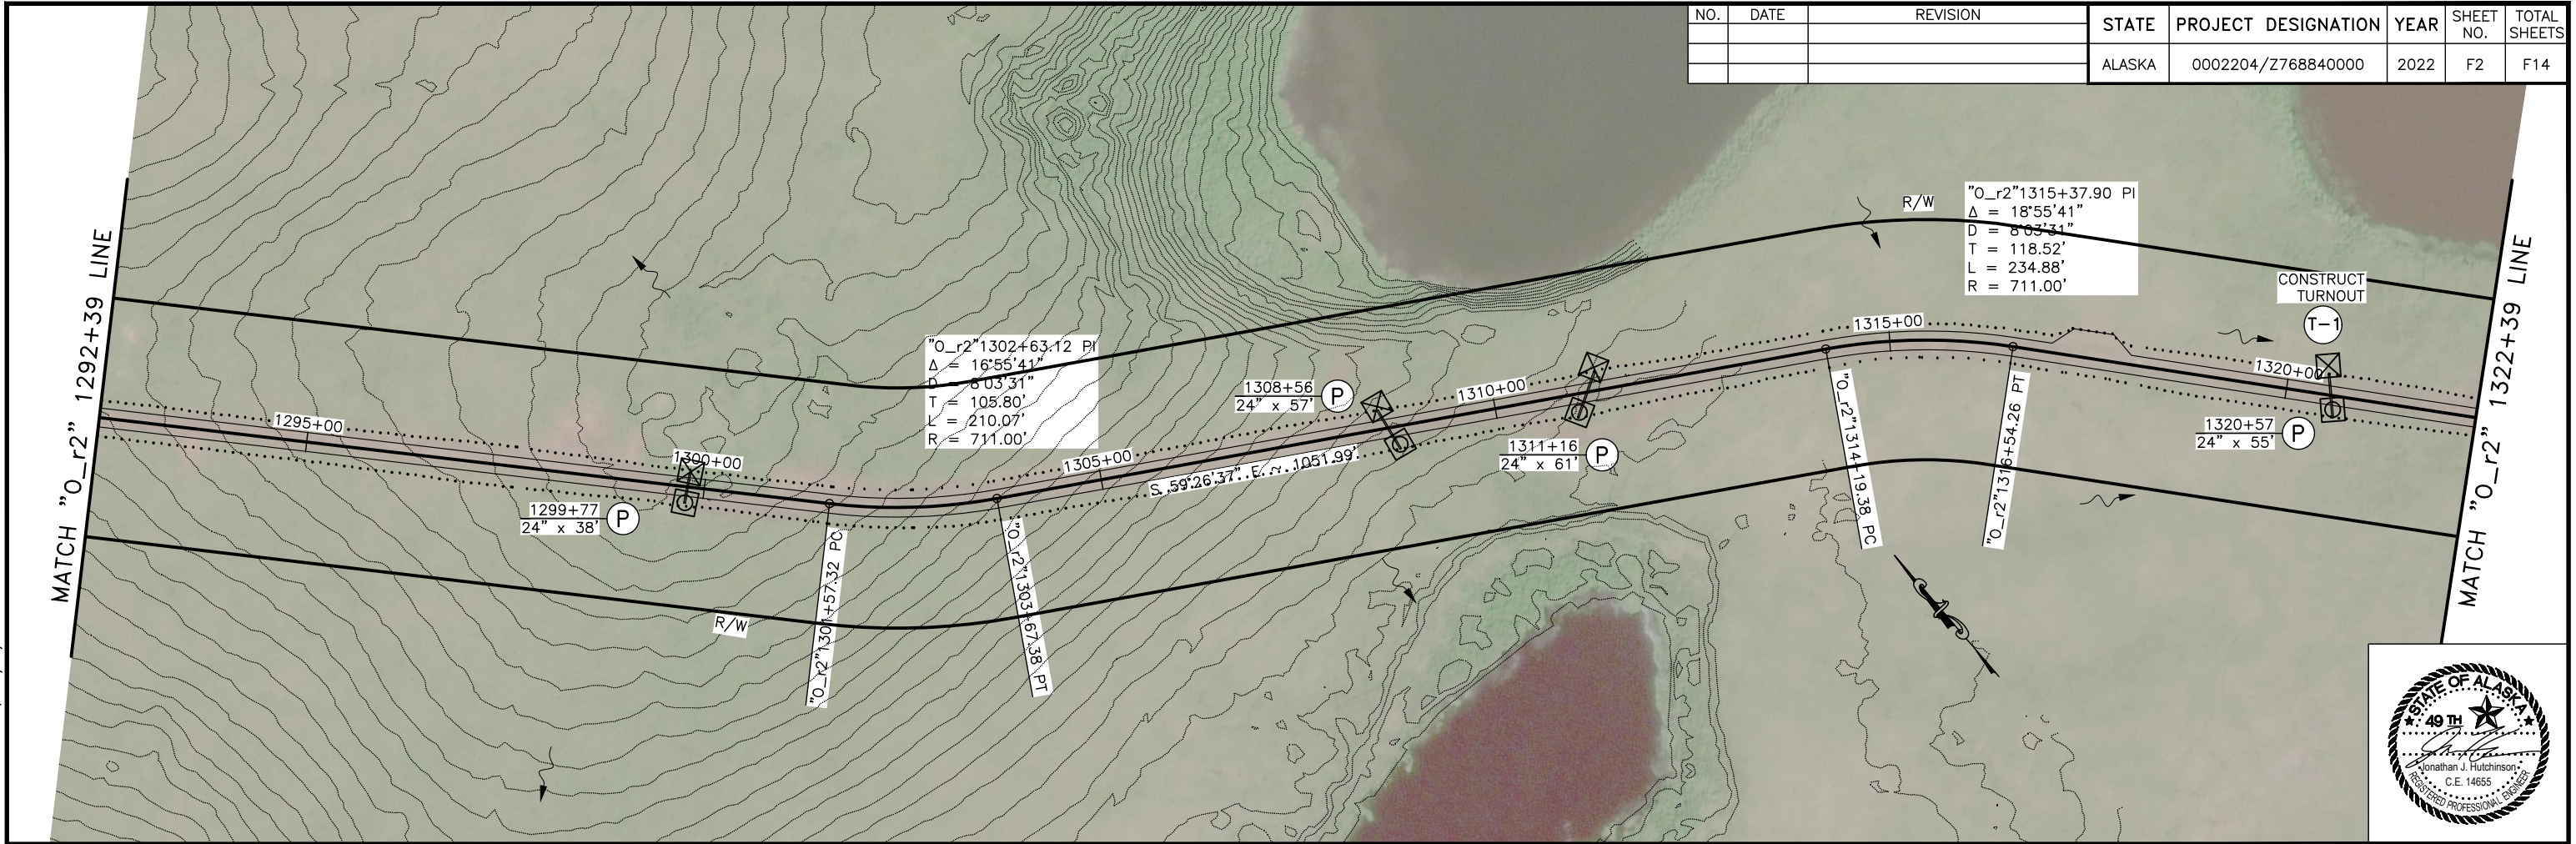 NO. DATE REVISION
STATE PROJECT DESIGNATION YEAR SHEET NO. TOTAL SHEETS
ALASKA 0002204/Z768840000 2022 F2 F14
MATCH "O_r2" 1292+39 LINE
1295+00
1300+00
1299+77
24" x 38'
P
R/W
"O_r2"1301+57.32 PC
"O_r2"1302+63.12 PI
Δ = 16°55'41"
D = 8°03'31"
T = 105.80'
L = 210.07'
R = 711.00'
"O_r2"1303+67.38 PT
1305+00
S. 59°26'37". E. ~ 1051.99'
1308+56
24" x 57'
P
1310+00
1311+16
24" x 61'
P
"O_r2"1314+19.38 PC
1315+00
R/W
"O_r2"1315+37.90 PI
Δ = 18°55'41"
D = 8°03'31"
T = 118.52'
L = 234.88'
R = 711.00'
"O_r2"1316+54.26 PT
CONSTRUCT
TURNOUT
T-1
1320+00
1320+57
24" x 55'
P
MATCH "O_r2" 1322+39 LINE
STATE OF ALASKA
49 TH
Jonathan J. Hutchinson
C.E. 14655
REGISTERED PROFESSIONAL ENGINEER